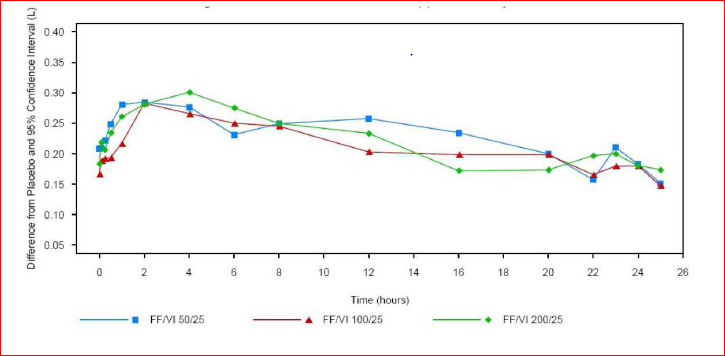 Difference from Placebo and 95% Confidence Interval (L)
0.40
0.35
0.30
0.25
0.20
0.15
0.10
0.05
0 2 4 6 8 10 12 14 16 18 20 22 24 26
Time (hours)
FF/VI 50/25 FF/VI 100/25 FF/VI 200/25